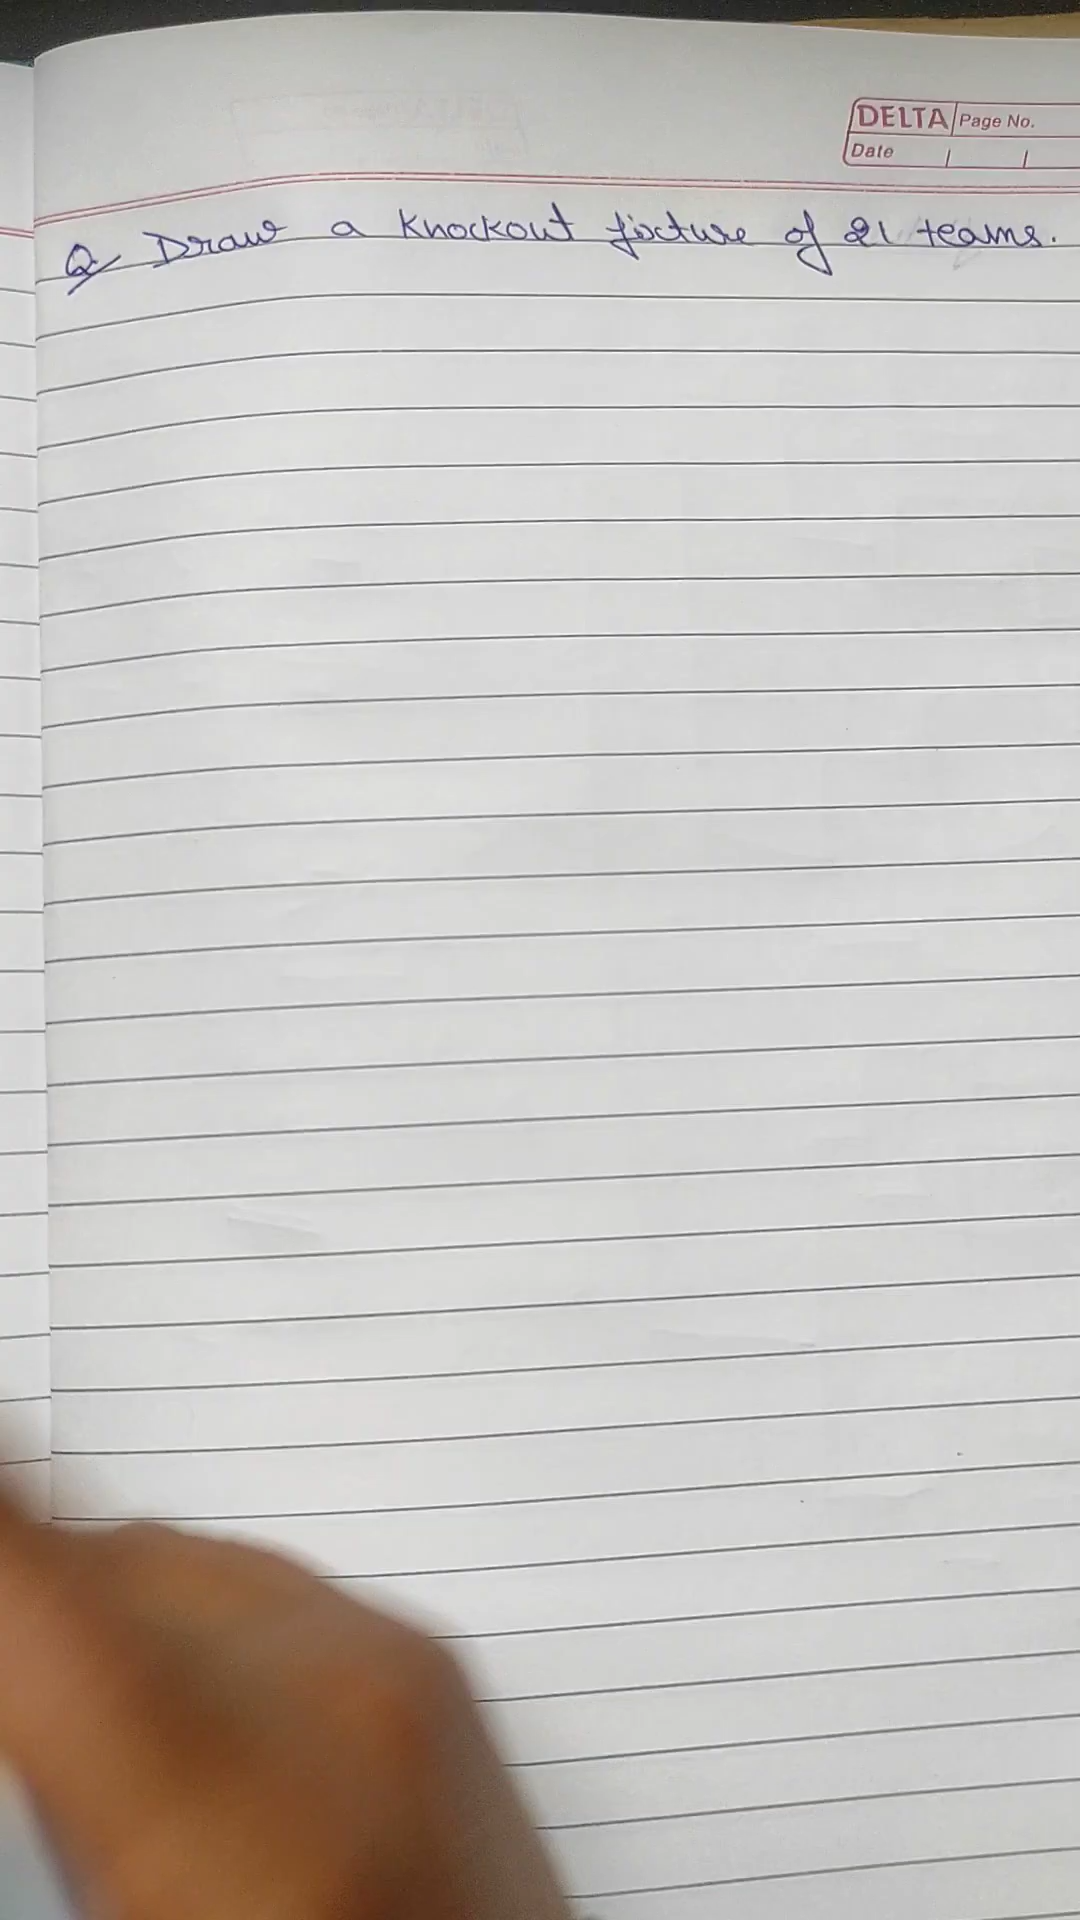 DELTA Page No.
Date
Q Draw a Knockout fixture of 21 teams.